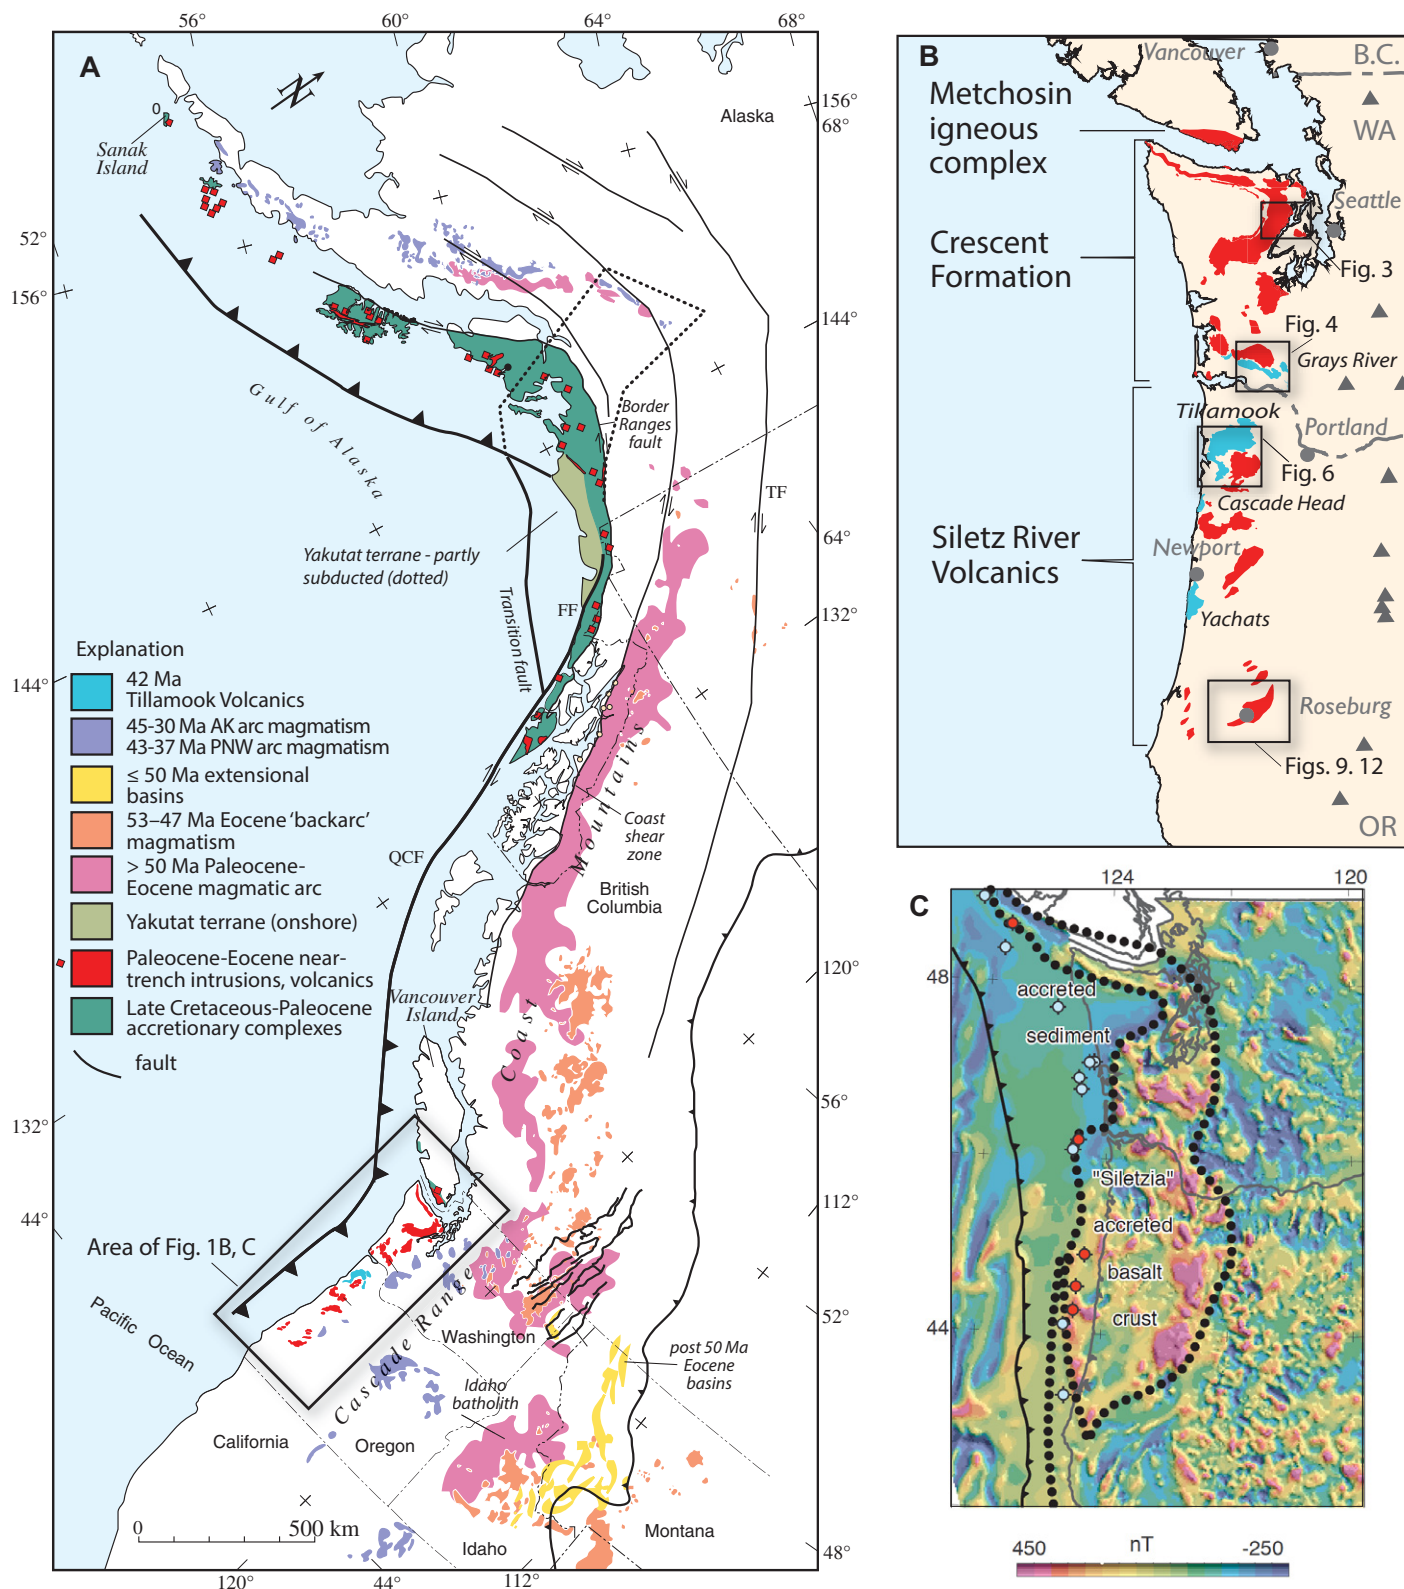 56°
60°
64°
68°
A
N
0
Sanak
Island
Alaska
156°
68°
52°
156°
144°
Gulf of Alaska
Border
Ranges
fault
TF
Yakutat terrane - partly
subducted (dotted)
64°
FF
Transition fault
132°
Explanation
144°
42 Ma
Tillamook Volcanics
45-30 Ma AK arc magmatism
43-37 Ma PNW arc magmatism
≤ 50 Ma extensional
basins
53–47 Ma Eocene 'backarc'
magmatism
> 50 Ma Paleocene-
Eocene magmatic arc
Yakutat terrane (onshore)
Paleocene-Eocene near-
trench intrusions, volcanics
Late Cretaceous-Paleocene
accretionary complexes
fault
Coast
shear
zone
QCF
British
Columbia
Coast Mountains
120°
Vancouver
Island
56°
132°
112°
44°
Area of Fig. 1B, C
Pacific Ocean
Cascade Range
Washington
52°
post 50 Ma
Eocene
basins
Idaho
batholith
California
Oregon
0
500 km
Montana
Idaho
48°
120°
44°
112°
B
Vancouver
B.C.
Metchosin
igneous
complex
WA
Seattle
Crescent
Formation
Fig. 3
Fig. 4
Grays River
Tillamook
Portland
Fig. 6
Cascade Head
Siletz River
Volcanics
Newport
Yachats
Roseburg
Figs. 9. 12
OR
124
120
C
48
accreted
sediment
"Siletzia"
accreted
basalt
44
crust
450
nT
-250